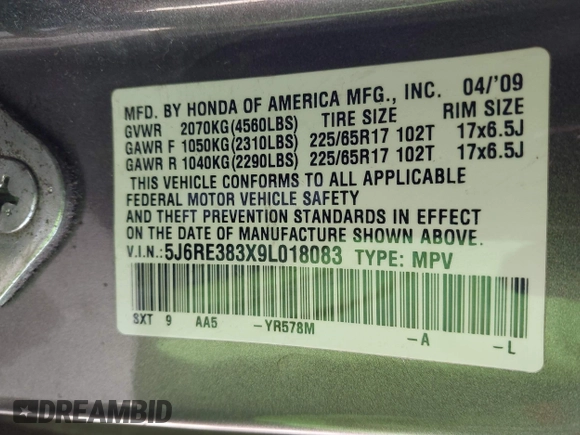 MFD. BY HONDA OF AMERICA MFG., INC. 04/'09
GVWR 2070KG(4560LBS) TIRE SIZE RIM SIZE
GAWR F 1050KG(2310LBS) 225/65R17 102T 17x6.5J
GAWR R 1040KG(2290LBS) 225/65R17 102T 17x6.5J
THIS VEHICLE CONFORMS TO ALL APPLICABLE
FEDERAL MOTOR VEHICLE SAFETY
AND THEFT PREVENTION STANDARDS IN EFFECT
ON THE DATE OF MANUFACTURE SHOWN ABOVE.
V.I.N.:5J6RE383X9L018083 TYPE: MPV
SXT 9 AA5 -YR578M -A -L
DREAMBID